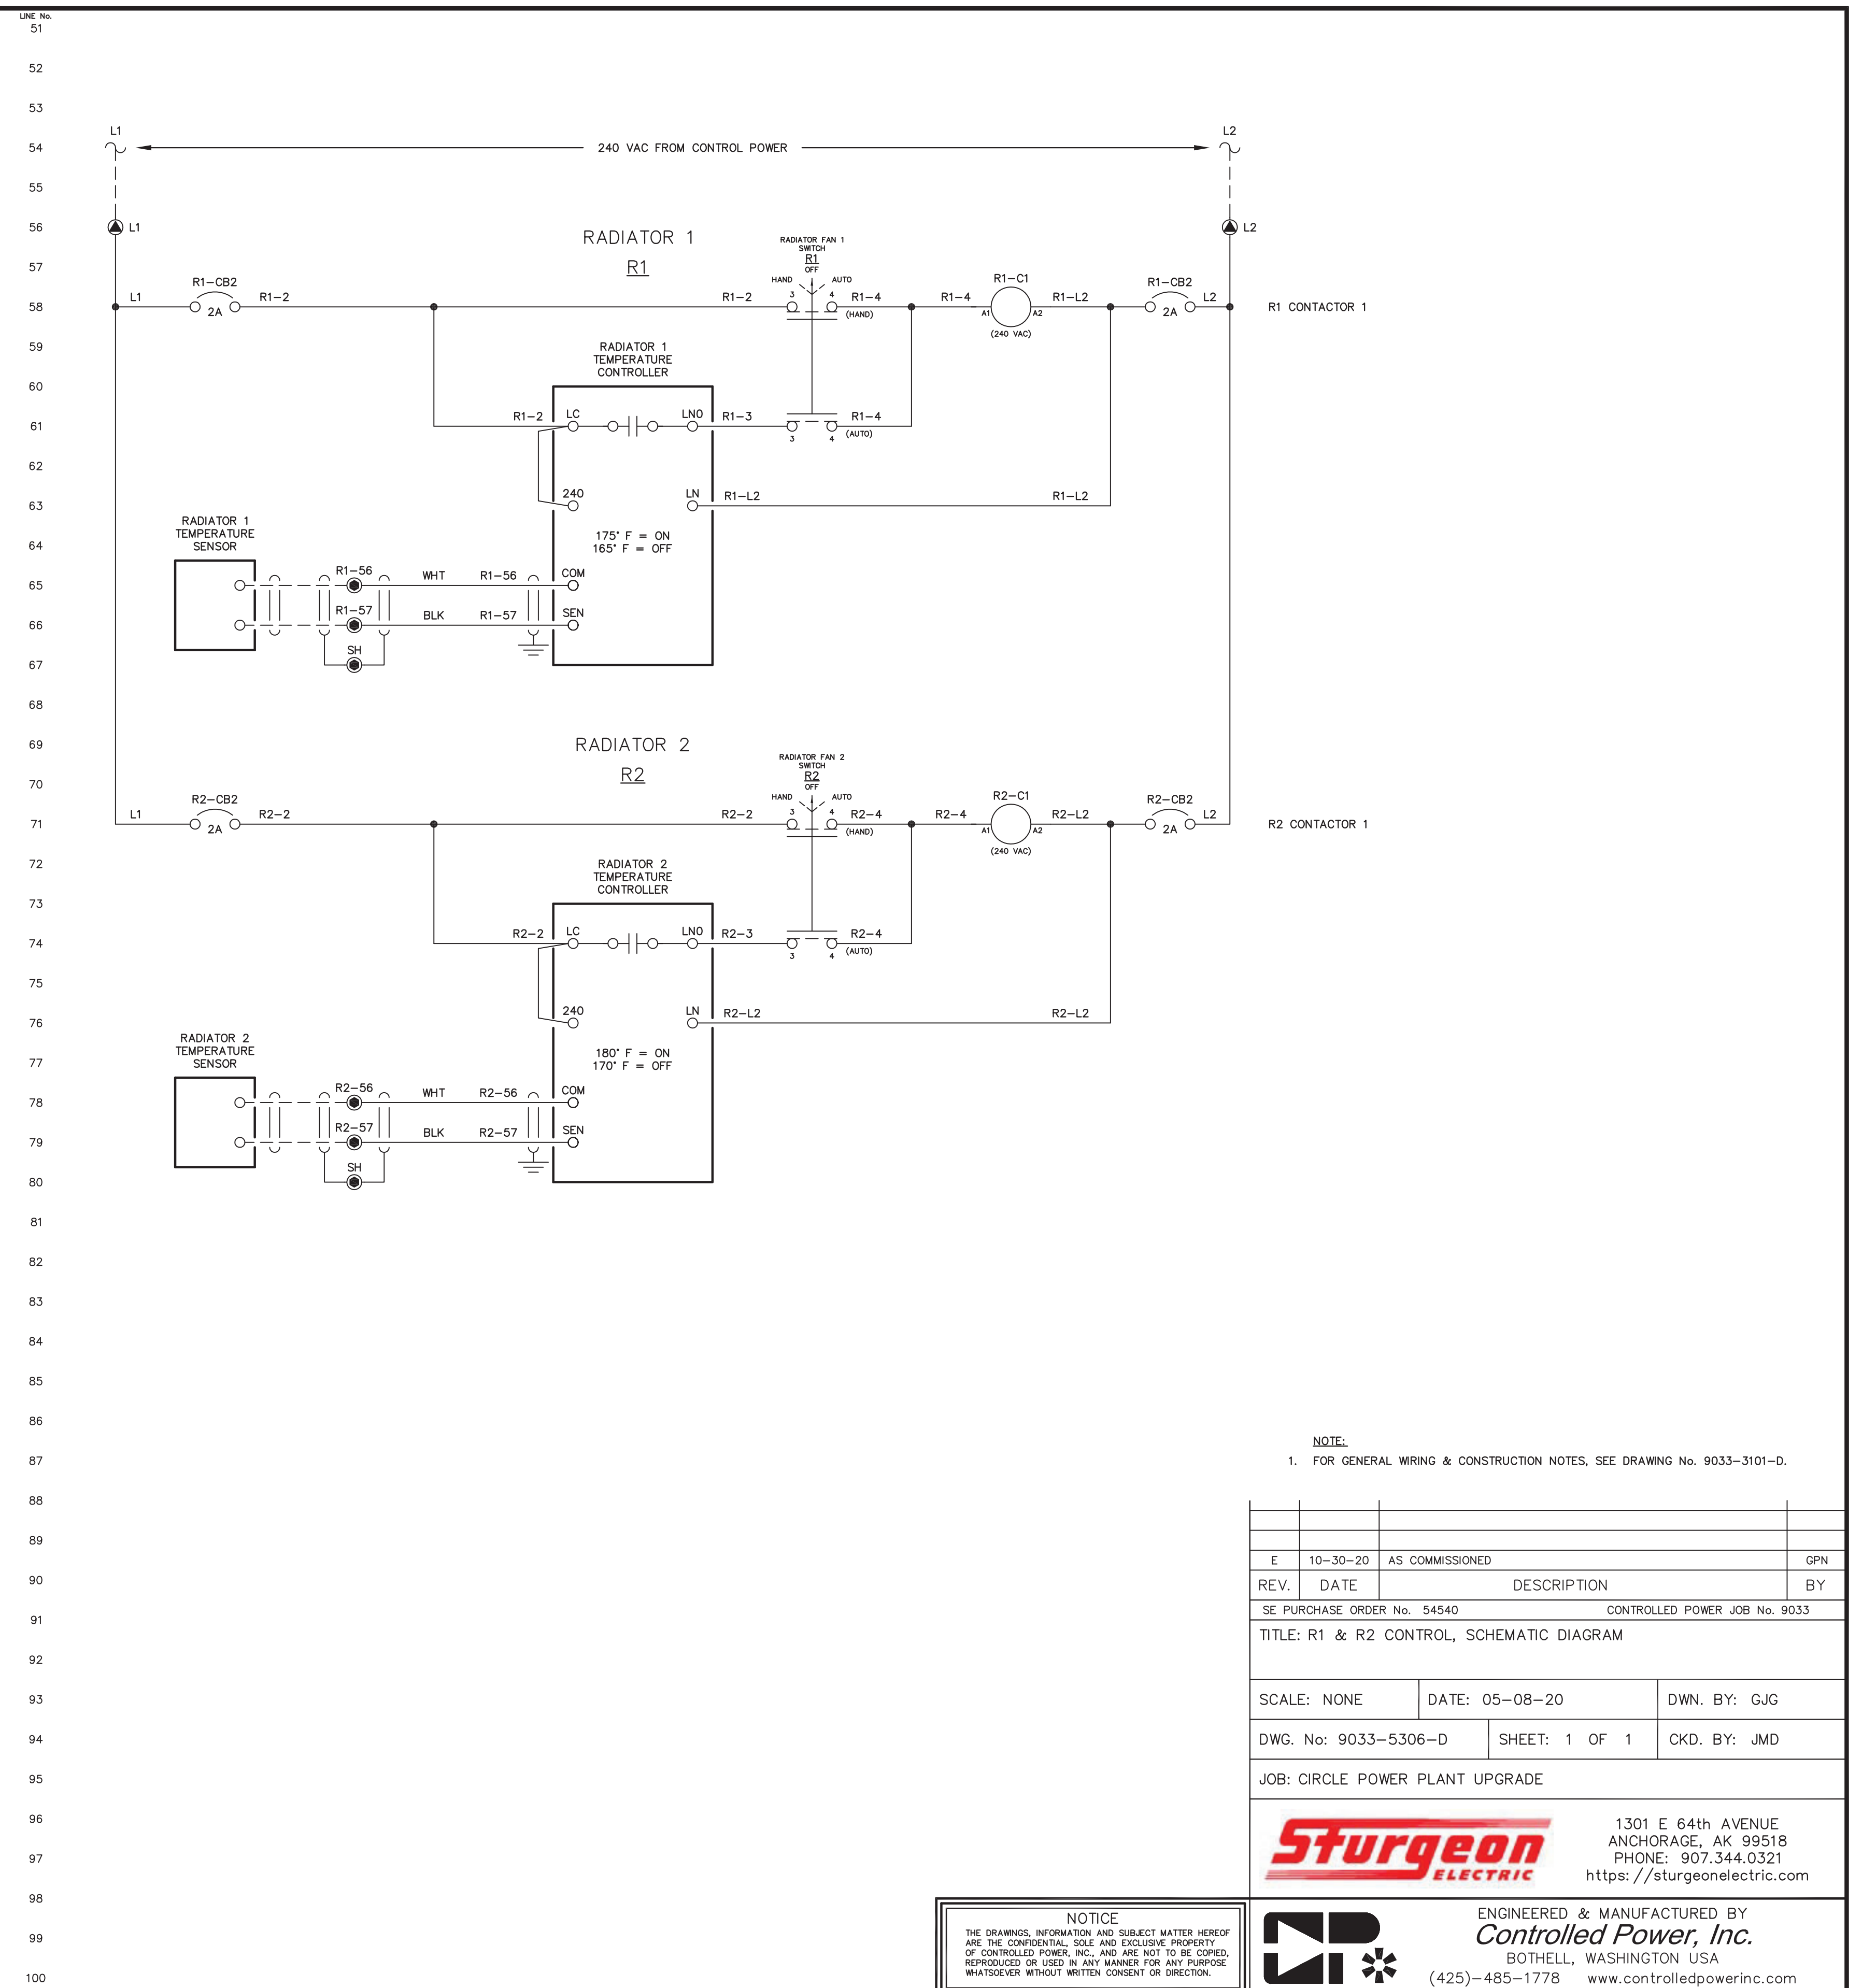 LINE No.
51
52
53
L1 L2
54 240 VAC FROM CONTROL POWER
55
56 L1 L2
RADIATOR 1
RADIATOR FAN 1
SWITCH
R1
OFF
57 R1
HAND AUTO
R1-CB2 R1-C1 R1-CB2
L1 R1-2 R1-2 3 4 R1-4 R1-4 R1-L2 L2
58 2A (HAND) A1 A2 2A R1 CONTACTOR 1
(240 VAC)
59 RADIATOR 1
TEMPERATURE
CONTROLLER
60
R1-2 LC LNO R1-3 R1-4
61 3 4 (AUTO)
62
240 LN R1-L2 R1-L2
63
RADIATOR 1
TEMPERATURE
SENSOR
64 175° F = ON
165° F = OFF
R1-56 WHT R1-56 COM
65
R1-57 BLK R1-57 SEN
66
SH
67
68
69 RADIATOR 2
RADIATOR FAN 2
SWITCH
R2
OFF
70 R2
HAND AUTO
R2-CB2 R2-C1 R2-CB2
L1 R2-2 R2-2 3 4 R2-4 R2-4 R2-L2 L2
71 2A (HAND) A1 A2 2A R2 CONTACTOR 1
(240 VAC)
72 RADIATOR 2
TEMPERATURE
CONTROLLER
73
R2-2 LC LNO R2-3 R2-4
74 3 4 (AUTO)
75
240 LN R2-L2 R2-L2
76
RADIATOR 2
TEMPERATURE
SENSOR
77 180° F = ON
170° F = OFF
R2-56 WHT R2-56 COM
78
R2-57 BLK R2-57 SEN
79
SH
80
81
82
83
84
85
86
NOTE:
87 1. FOR GENERAL WIRING & CONSTRUCTION NOTES, SEE DRAWING No. 9033-3101-D.
88
89
E 10-30-20 AS COMMISSIONED GPN
90 REV. DATE DESCRIPTION BY
91 SE PURCHASE ORDER No. 54540 CONTROLLED POWER JOB No. 9033
TITLE: R1 & R2 CONTROL, SCHEMATIC DIAGRAM
92
93 SCALE: NONE DATE: 05-08-20 DWN. BY: GJG
94 DWG. No: 9033-5306-D SHEET: 1 OF 1 CKD. BY: JMD
95 JOB: CIRCLE POWER PLANT UPGRADE
96
Sturgeon
ELECTRIC
1301 E 64th AVENUE
ANCHORAGE, AK 99518
97 PHONE: 907.344.0321
https://sturgeonelectric.com
98
NOTICE
THE DRAWINGS, INFORMATION AND SUBJECT MATTER HEREOF
ARE THE CONFIDENTIAL, SOLE AND EXCLUSIVE PROPERTY
OF CONTROLLED POWER, INC., AND ARE NOT TO BE COPIED,
REPRODUCED OR USED IN ANY MANNER FOR ANY PURPOSE
WHATSOEVER WITHOUT WRITTEN CONSENT OR DIRECTION.
ENGINEERED & MANUFACTURED BY
99 Controlled Power, Inc.
BOTHELL, WASHINGTON USA
100 (425)-485-1778 www.controlledpowerinc.com